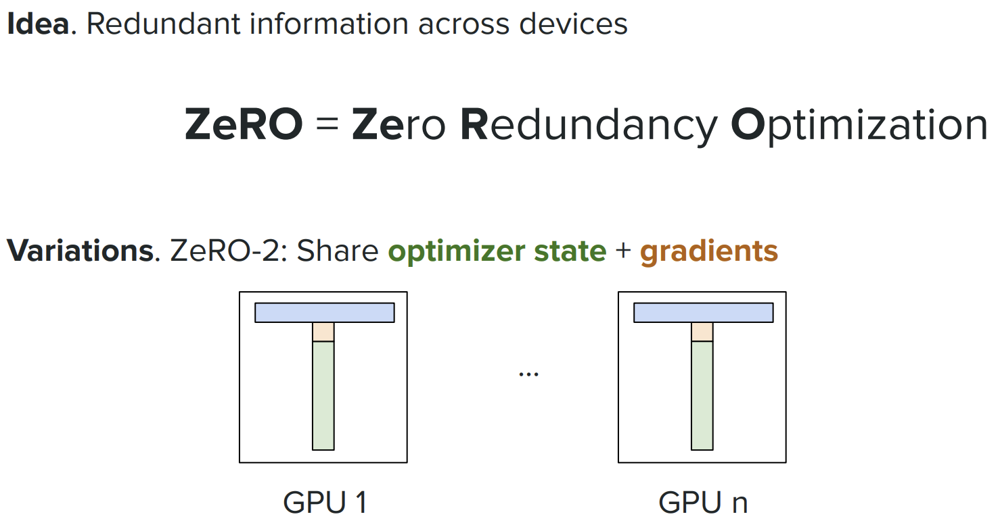 Idea. Redundant information across devices
ZeRO = Zero Redundancy Optimization
Variations. ZeRO-2: Share optimizer state + gradients
...
GPU 1
GPU n